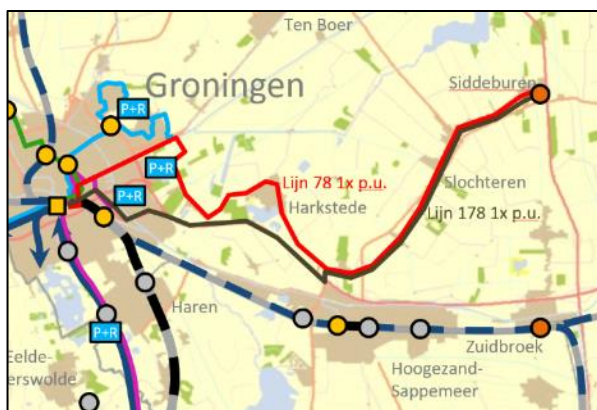 Ten Boer
Groningen
P+R
Siddeburen
P+R
Lijn 78 1x p.u.
Slochteren
P+R
Harkstede
Lijn 178 1x p.u.
Haren
P+R
Zuidbroek
Eelde-
erswolde
Hoogezand-
Sappemeer